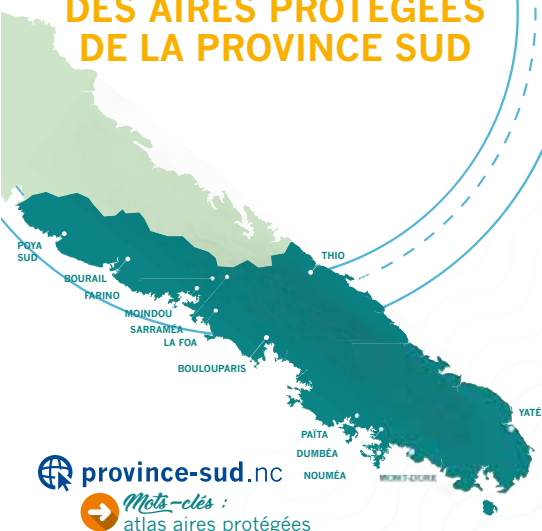 DES AIRES PROTÉGÉES
DE LA PROVINCE SUD
POYA
SUD
THIO
BOURAIL
FARINO
MOINDOU
SARRAMÉA
LA FOA
BOULOUPARIS
YATÉ
PAÏTA
DUMBÉA
NOUMÉA
MONT-DORE
province-sud.nc
Mots-clés :
atlas aires protégées